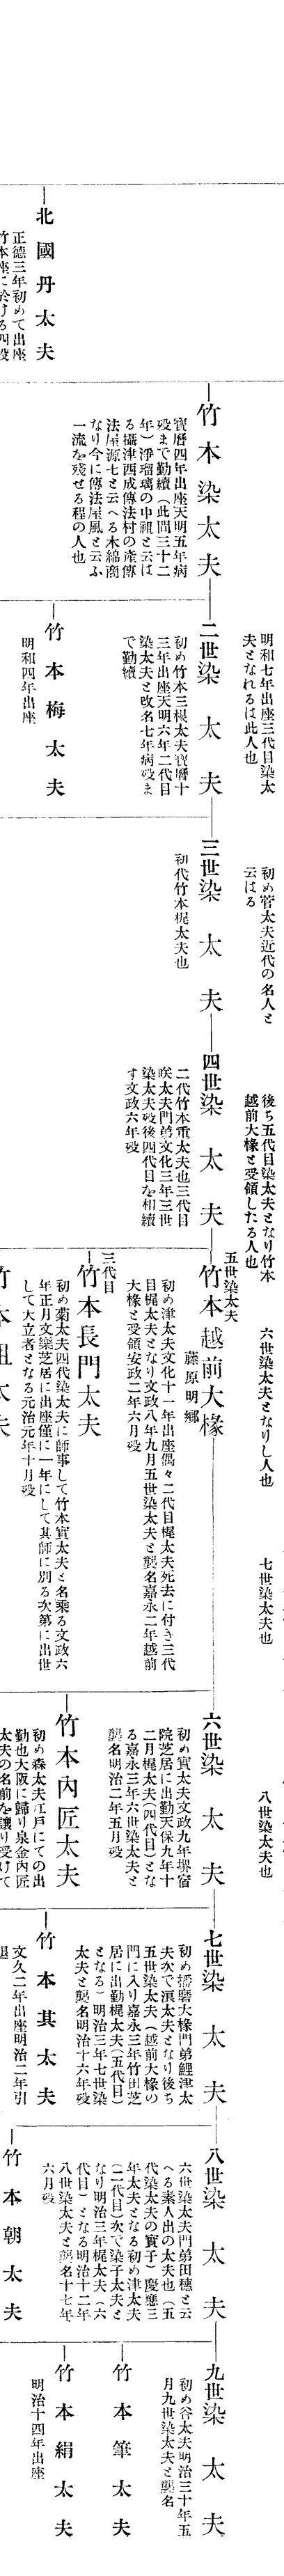 北國丹太夫
正德三年初めて出座
竹本座に於ける四段
竹本染太夫
寶曆四年出座天明五年病
歿まで勤續（此間三十二
年）淨瑠璃の中祖と云は
る攝津西成傳法村の產傳
法屋源七と云へる木綿商
なり今に傳法屋風と云ふ
一流を殘せる程の人也
明和七年出座三代目染太
夫となれるは此人也
二世染太夫
初め竹本三根太夫寶曆十
三年出座天明六年二代目
染太夫と改名七年病歿ま
で勤續
竹本梅太夫
明和四年出座
初め菅太夫近代の名人と
云はる
三世染太夫
初代竹本梶太夫也
後ち五代目染太夫となり竹本
越前大椽と受領したる人也
四世染太夫
二代竹本重太夫也三代目
咲太夫門弟文化三年三世
染太夫歿後四代目を相續
す文政六年歿
五世染太夫
竹本越前大椽
藤原明鄕
初め津太夫文化十一年出座偶々二代目梶太夫死去に付き三代
目梶太夫となり文政八年九月五世染太夫と襲名嘉永二年越前
大椽と受領安政二年六月歿
三代目
竹本長門太夫
初め菊太夫四代染太夫に師事して竹本實太夫と名乘る文政六
年正月文樂芝居に出座僅に一年にして其師に別る次第に出世
して大立者となる元治元年十月歿
六世染太夫となりし人也
七世染太夫也
六世染太夫
初め實太夫文政九年堺宿
院芝居に出勤天保九年十
二月梶太夫（四代目）とな
る嘉永三年六世染太夫と
襲名明治二年五月歿
竹本內匠太夫
初め森太夫江戶にての出
勤也大阪に歸り泉金內匠
太夫の名前を讓り受けて
八世染太夫也
七世染太夫
初め播磨大椽門弟鯉津太
夫次で濱太夫となり後ち
五世染太夫（越前大椽の
門に入り嘉永三年竹田芝
居に出勤梶太夫（五代目）
となる）明治三年七世染
太夫と襲名明治十六年歿
竹本其太夫
文久二年出座明治二年引
退
八世染太夫
六世染太夫門弟田穗と云
へる素人出の太夫也（五
代染太夫の實子）慶應三
年太夫となる初め津太夫
（二代目）次で染子太夫と
なり明治三年梶太夫（六
代目）となる明治十二年
八世染太夫と襲名十七年
六月歿
竹本朝太夫
九世染太夫
初め谷太夫明治三十年五
月九世染太夫と襲名
竹本筆太夫
竹本絹太夫
明治十四年出座